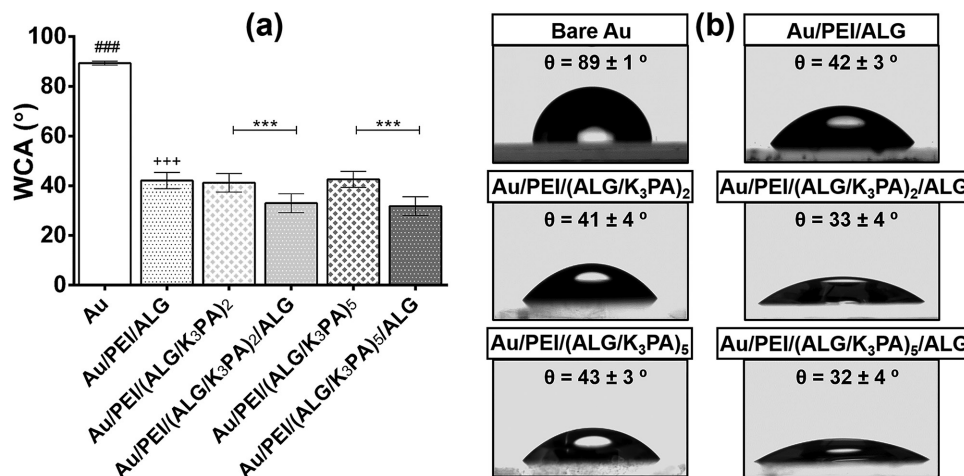 (a)
WCA (°)
100
80
60
40
20
0
###
+++
***
***
Au
Au/PEI/ALG
Au/PEI/(ALG/K₃PA)₂
Au/PEI/(ALG/K₃PA)₂/ALG
Au/PEI/(ALG/K₃PA)₅
Au/PEI/(ALG/K₃PA)₅/ALG
(b)
Bare Au
θ = 89 ± 1 º
Au/PEI/ALG
θ = 42 ± 3 º
Au/PEI/(ALG/K₃PA)₂
θ = 41 ± 4 º
Au/PEI/(ALG/K₃PA)₂/ALG
θ = 33 ± 4 º
Au/PEI/(ALG/K₃PA)₅
θ = 43 ± 3 º
Au/PEI/(ALG/K₃PA)₅/ALG
θ = 32 ± 4 º